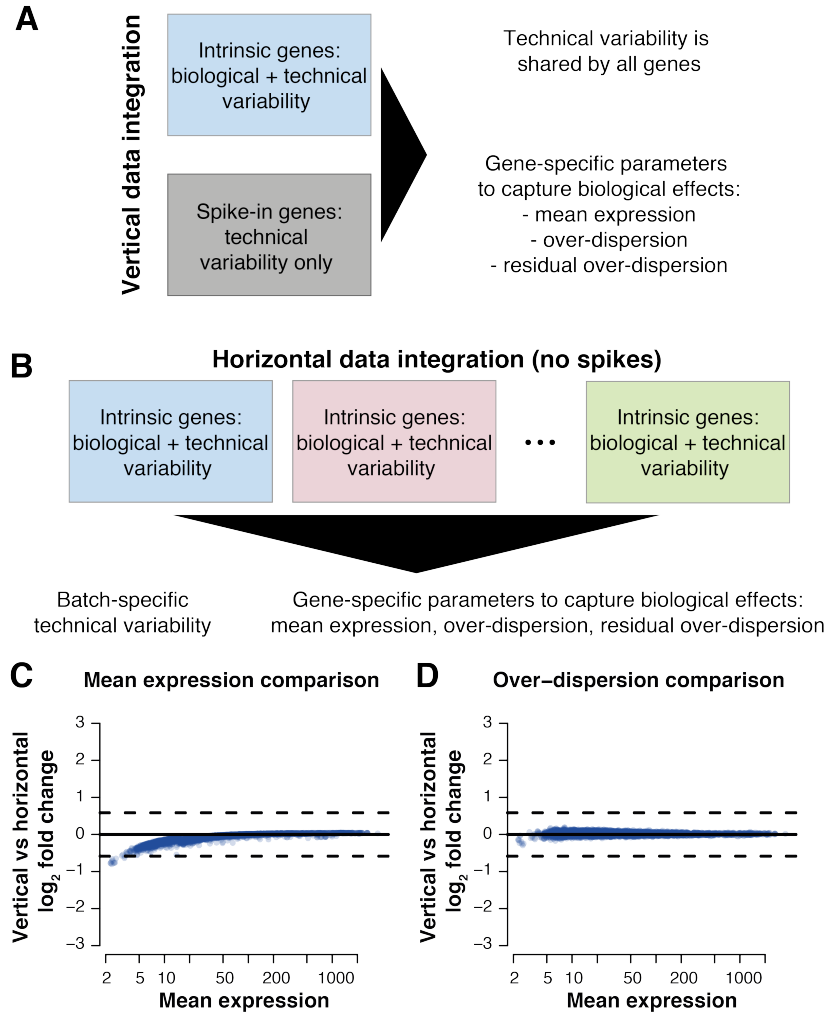 A
Vertical data integration
Intrinsic genes:
biological + technical
variability
Spike-in genes:
technical
variability only
Technical variability is
shared by all genes
Gene-specific parameters
to capture biological effects:
- mean expression
- over-dispersion
- residual over-dispersion
B
Horizontal data integration (no spikes)
Intrinsic genes:
biological + technical
variability
Intrinsic genes:
biological + technical
variability
...
Intrinsic genes:
biological + technical
variability
Batch-specific
technical variability
Gene-specific parameters to capture biological effects:
mean expression, over-dispersion, residual over-dispersion
C
Mean expression comparison
Vertical vs horizontal
log2 fold change
3
2
1
0
−1
−2
−3
2 5 10 50 200 1000
Mean expression
D
Over−dispersion comparison
Vertical vs horizontal
log2 fold change
3
2
1
0
−1
−2
−3
2 5 10 50 200 1000
Mean expression